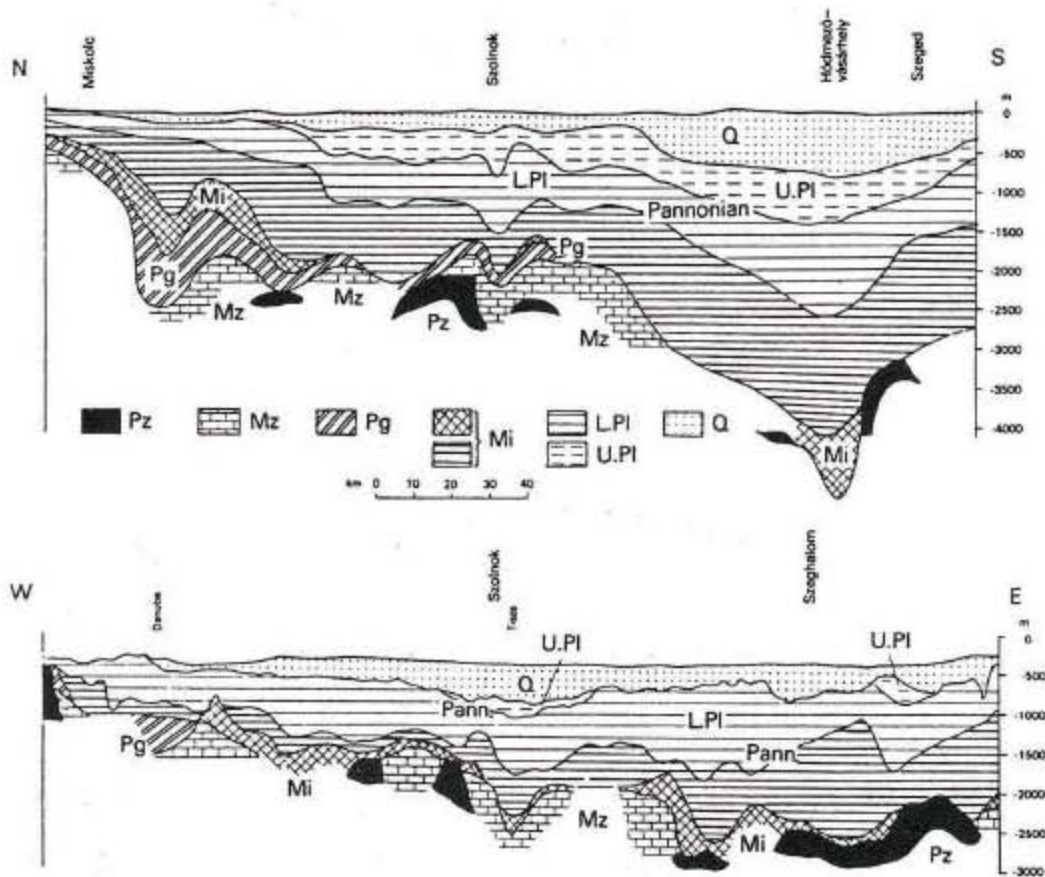 Miskolc
Szolnok
Hódmező-
vásárhely
Szeged
N
S
m
0
-500
-1000
-1500
-2000
-2500
-3000
-3500
-4000
Q
L.Pl
U.Pl
Mi
Pannonian
Pg
Pg
Mz
Mz
Pz
Mz
Mi
Pz
Mz
Pg
Mi
L.Pl
U.Pl
Q
km 0 10 20 30 40
W
E
Danube
Szolnok
Tisza
Szeghalom
m
0
-500
-1000
-1500
-2000
-2500
-3000
U.Pl
U.Pl
Q
Pann.
L.Pl
Pg
Pann
Mi
Mz
Mi
Pz